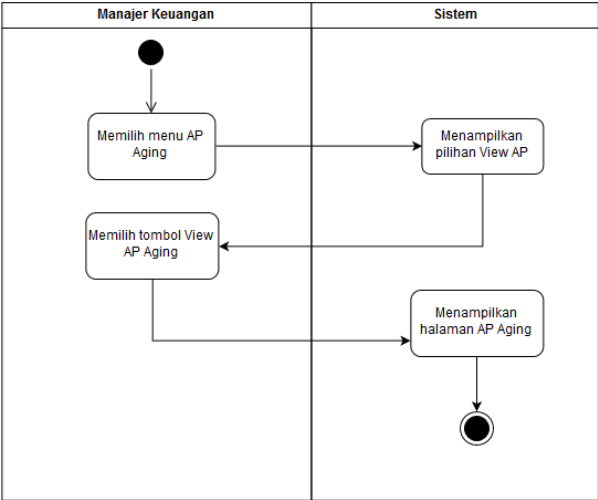 Manajer Keuangan
Sistem
Memilih menu AP
Aging
Menampilkan
pilihan View AP
Memilih tombol View
AP Aging
Menampilkan
halaman AP Aging